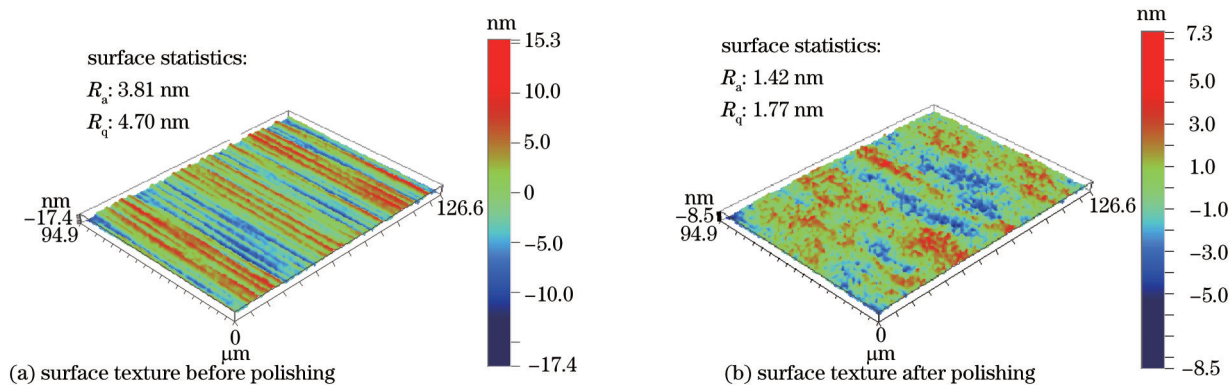 nm
15.3
10.0
5.0
0
−5.0
−10.0
−17.4
surface statistics:
Ra: 3.81 nm
Rq: 4.70 nm
nm
−17.4
94.9
126.6
0
μm
(a) surface texture before polishing
nm
7.3
5.0
3.0
1.0
−1.0
−3.0
−5.0
−8.5
surface statistics:
Ra: 1.42 nm
Rq: 1.77 nm
nm
−8.5
94.9
126.6
0
μm
(b) surface texture after polishing